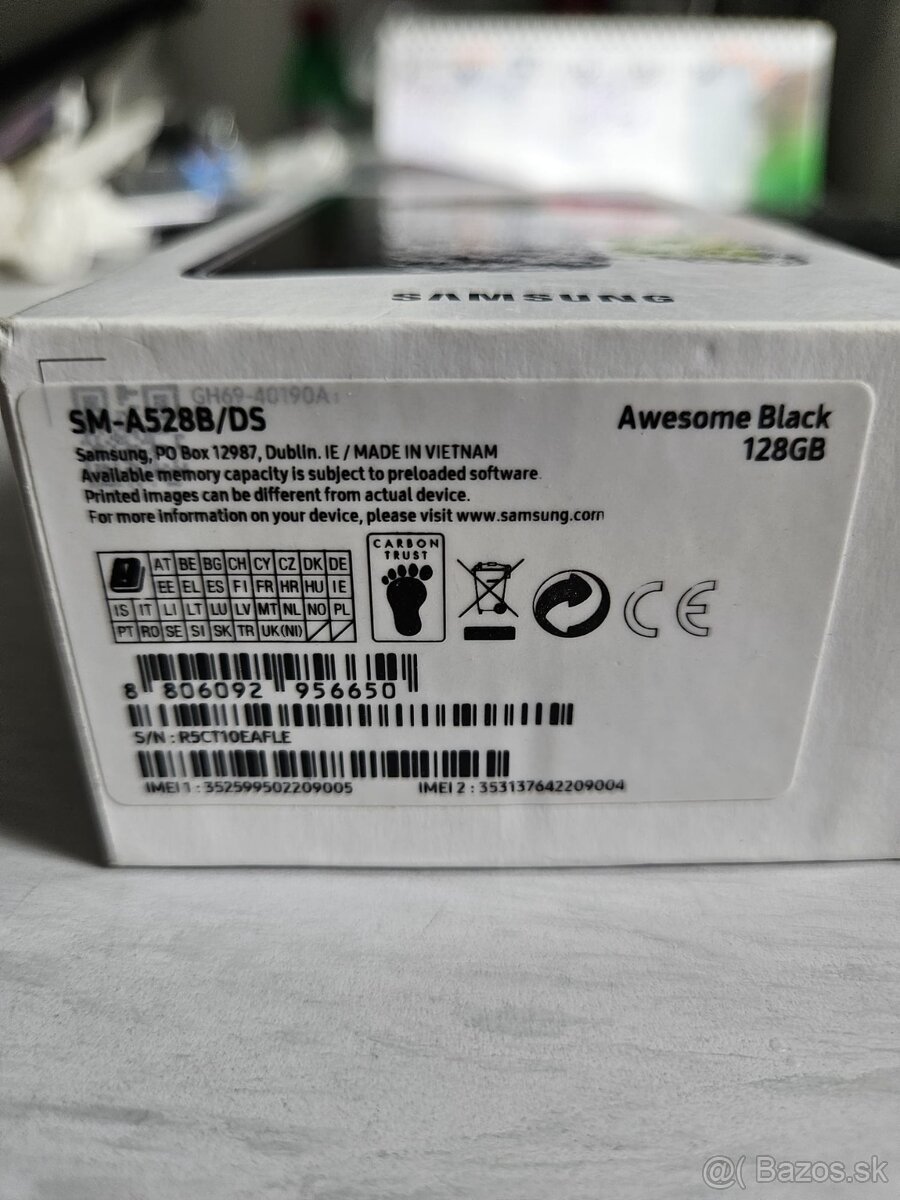 SAMSUNG
GH69-40190A
SM-A528B/DS
Awesome Black
128GB
Samsung, PO Box 12987, Dublin. IE / MADE IN VIETNAM
Available memory capacity is subject to preloaded software.
Printed images can be different from actual device.
For more information on your device, please visit www.samsung.com
CARBON
TRUST
AT BE BG CH CY CZ DK DE
EE EL ES FI FR HR HU IE
IS IT LI LT LU LV MT NL NO PL
PT RO SE SI SK TR UK(NI)
CE
8 806092 956650
S/N : R5CT10EAFLE
IMEI 1 : 352599502209005 IMEI 2 : 353137642209004
@( Bazos.sk